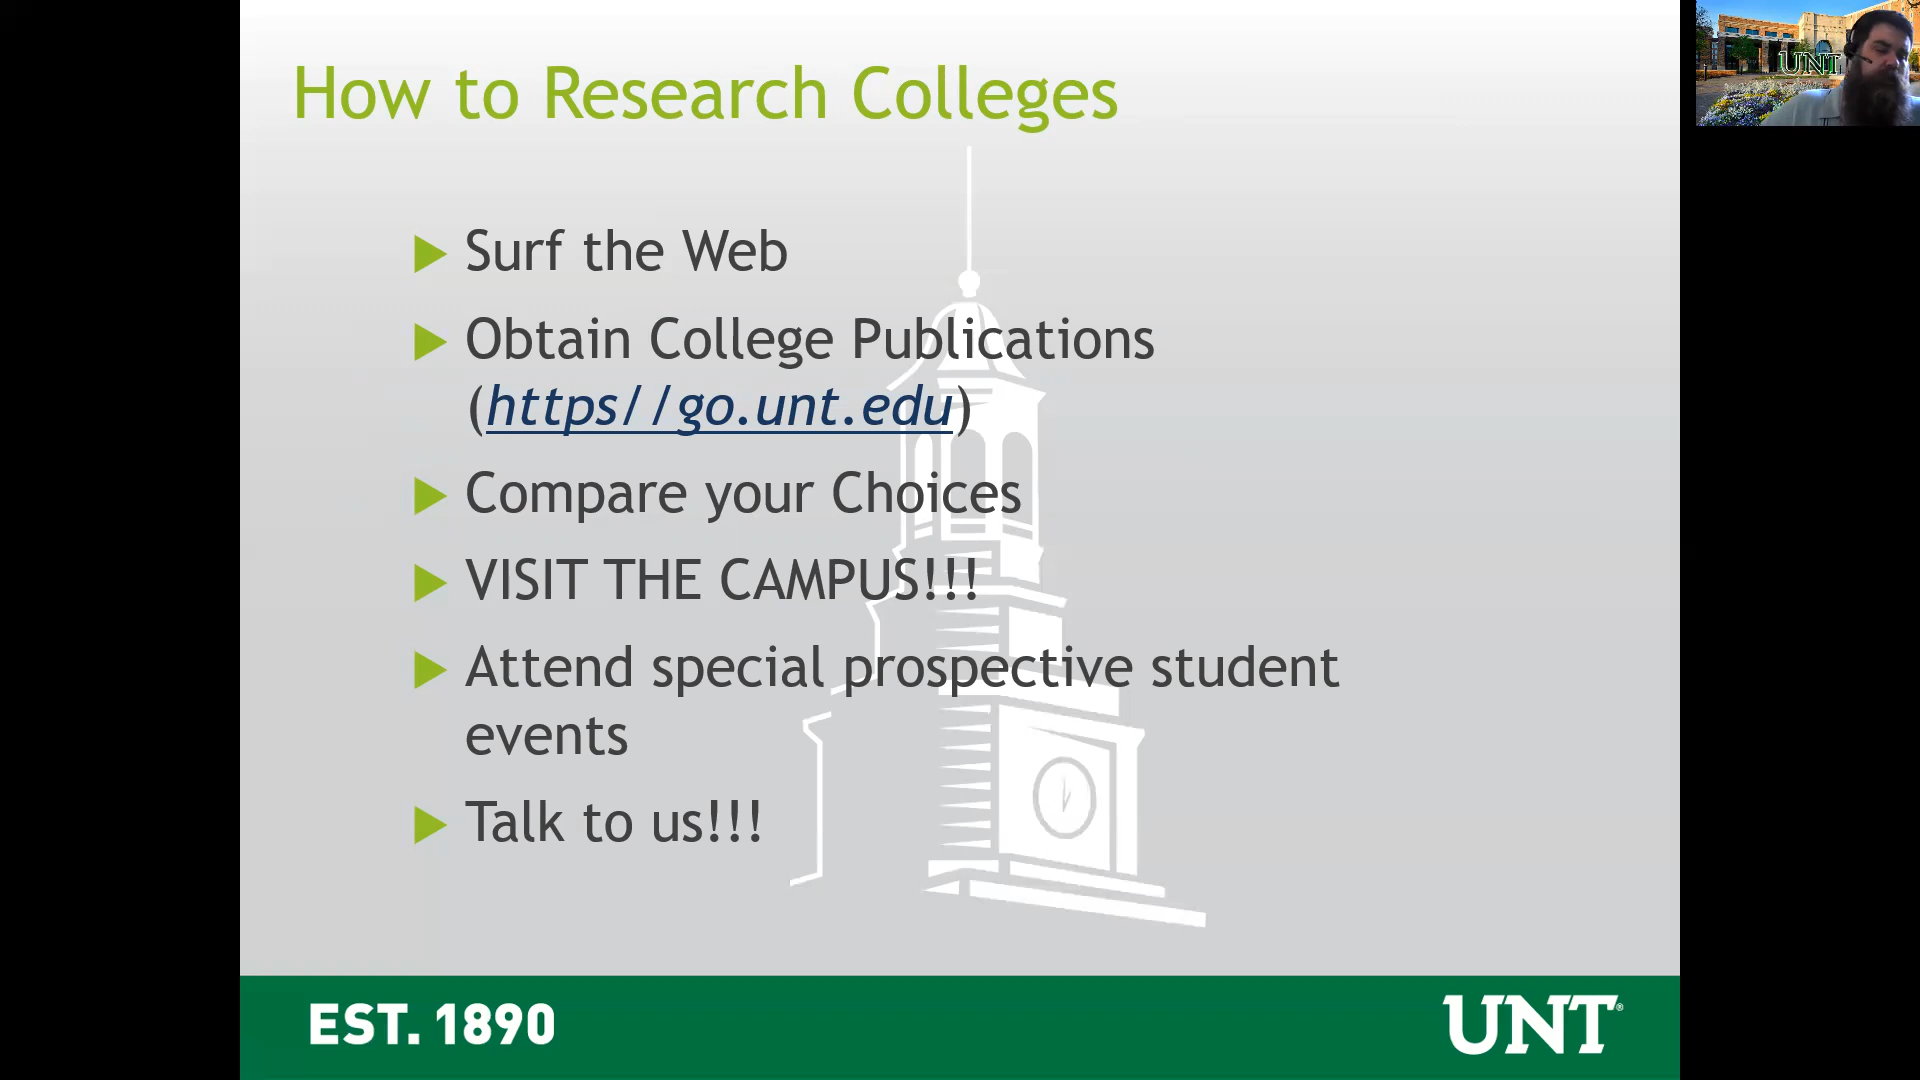 How to Research Colleges
Surf the Web
Obtain College Publications
(https//go.unt.edu)
Compare your Choices
VISIT THE CAMPUS!!!
Attend special prospective student
events
Talk to us!!!
EST. 1890
UNT®
UNT